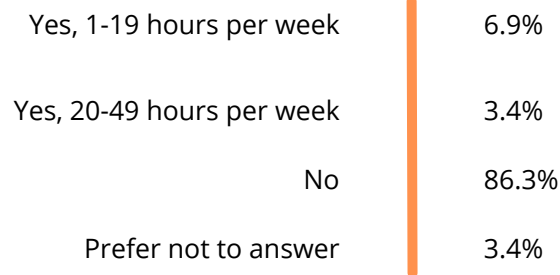 Yes, 1-19 hours per week 6.9%
Yes, 20-49 hours per week 3.4%
No 86.3%
Prefer not to answer 3.4%